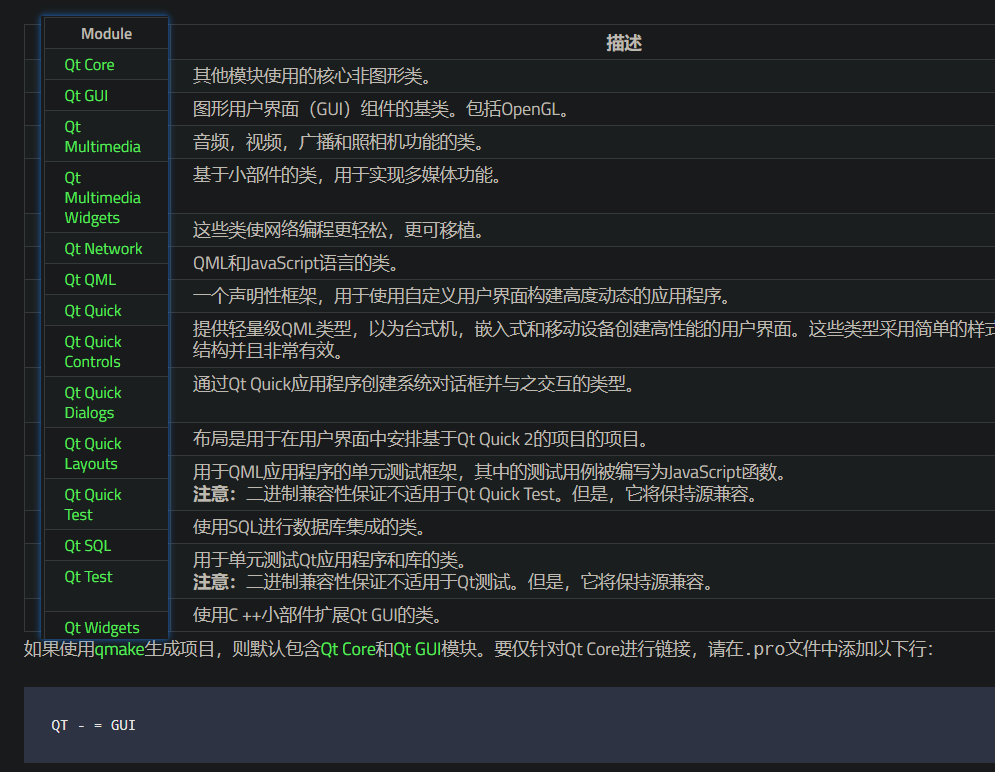 Module
描述
Qt Core
其他模块使用的核心非图形类。
Qt GUI
图形用户界面（GUI）组件的基类。包括OpenGL。
Qt
Multimedia
音频，视频，广播和照相机功能的类。
Qt
Multimedia
Widgets
基于小部件的类，用于实现多媒体功能。
Qt Network
这些类使网络编程更轻松，更可移植。
Qt QML
QML和JavaScript语言的类。
Qt Quick
一个声明性框架，用于使用自定义用户界面构建高度动态的应用程序。
Qt Quick
Controls
提供轻量级QML类型，以为台式机，嵌入式和移动设备创建高性能的用户界面。这些类型采用简单的样式
结构并且非常有效。
Qt Quick
Dialogs
通过Qt Quick应用程序创建系统对话框并与之交互的类型。
Qt Quick
Layouts
布局是用于在用户界面中安排基于Qt Quick 2的项目的项目。
Qt Quick
Test
用于QML应用程序的单元测试框架，其中的测试用例被编写为JavaScript函数。
注意：二进制兼容性保证不适用于Qt Quick Test。但是，它将保持源兼容。
Qt SQL
使用SQL进行数据库集成的类。
Qt Test
用于单元测试Qt应用程序和库的类。
注意：二进制兼容性保证不适用于Qt测试。但是，它将保持源兼容。
Qt Widgets
使用C ++小部件扩展Qt GUI的类。
如果使用qmake生成项目，则默认包含Qt Core和Qt GUI模块。要仅针对Qt Core进行链接，请在.pro文件中添加以下行：
QT - = GUI